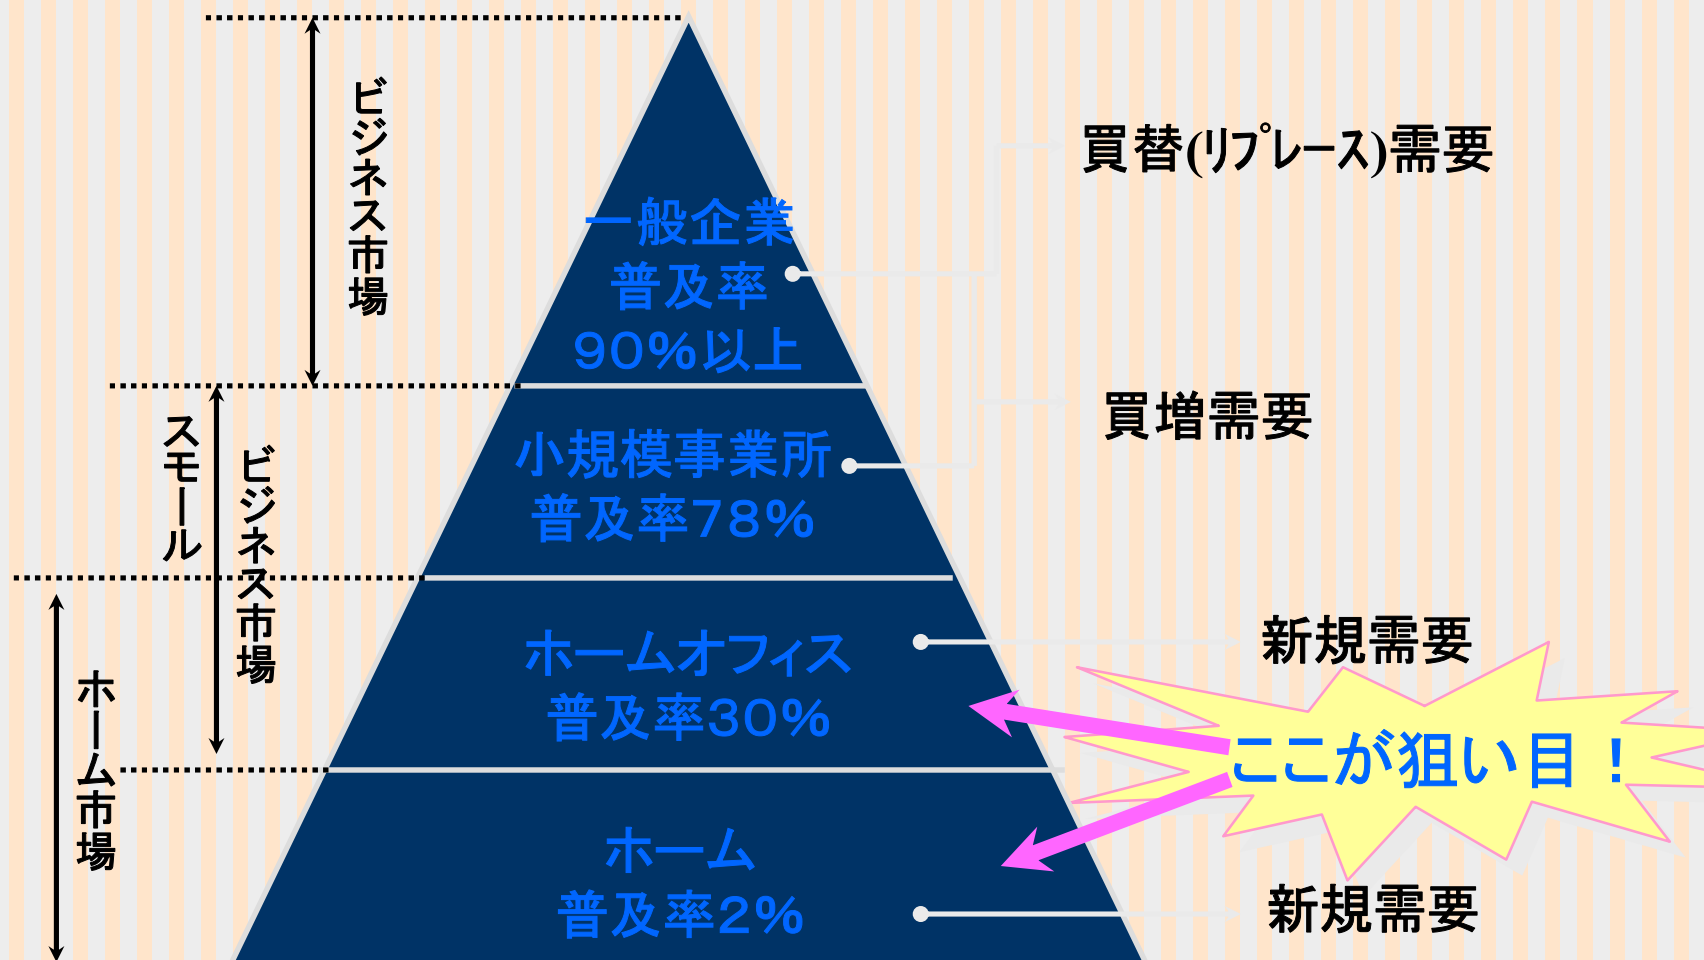 ビジネス市場
買替(リプレース)需要
一般企業
普及率
90%以上
スモール
ビジネス市場
買増需要
小規模事業所
普及率78%
ホーム市場
新規需要
ホームオフィス
普及率30%
ここが狙い目！
ホーム
普及率2%
新規需要